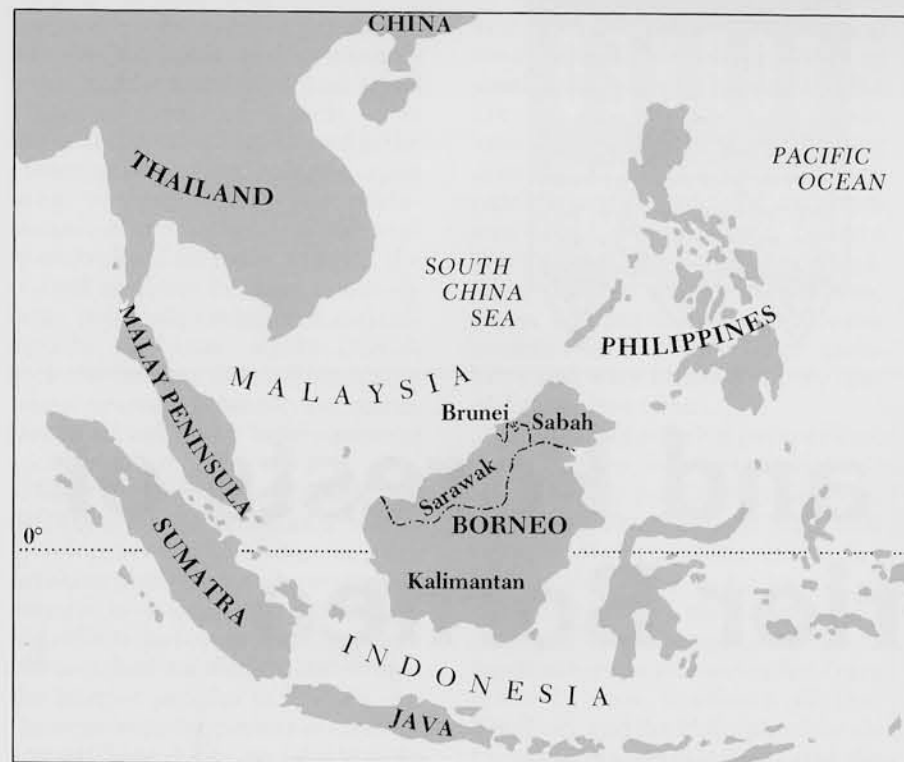 CHINA
THAILAND
PACIFIC
OCEAN
SOUTH
CHINA
SEA
PHILIPPINES
MALAY PENINSULA
MALAYSIA
Brunei
Sabah
Sarawak
BORNEO
0°
SUMATRA
Kalimantan
INDONESIA
JAVA